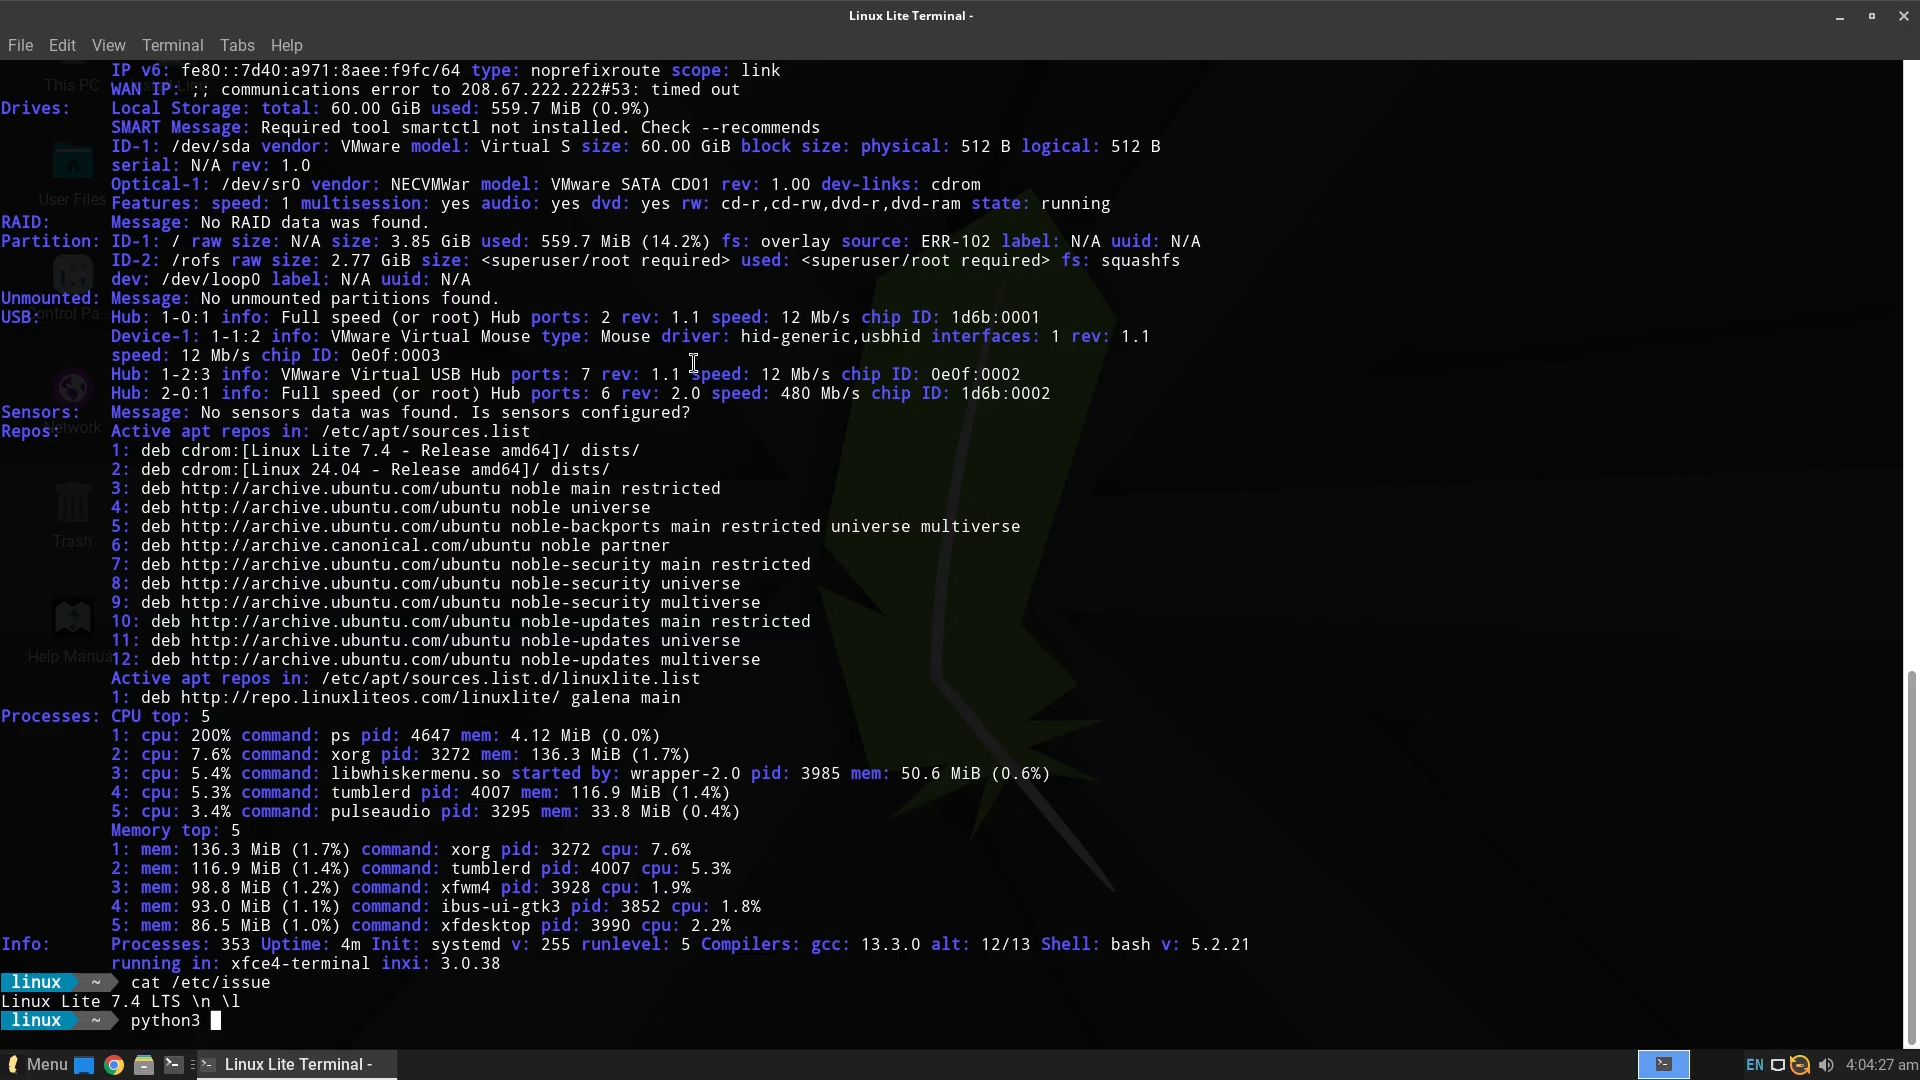 Linux Lite Terminal -
File Edit View Terminal Tabs Help
IP v6: fe80::7d40:a971:8aee:f9fc/64 type: noprefixroute scope: link
WAN IP: ;; communications error to 208.67.222.222#53: timed out
Drives: Local Storage: total: 60.00 GiB used: 559.7 MiB (0.9%)
SMART Message: Required tool smartctl not installed. Check --recommends
ID-1: /dev/sda vendor: VMware model: Virtual S size: 60.00 GiB block size: physical: 512 B logical: 512 B
serial: N/A rev: 1.0
Optical-1: /dev/sr0 vendor: NECVMWar model: VMware SATA CD01 rev: 1.00 dev-links: cdrom
Features: speed: 1 multisession: yes audio: yes dvd: yes rw: cd-r,cd-rw,dvd-r,dvd-ram state: running
RAID: Message: No RAID data was found.
Partition: ID-1: / raw size: N/A size: 3.85 GiB used: 559.7 MiB (14.2%) fs: overlay source: ERR-102 label: N/A uuid: N/A
ID-2: /rofs raw size: 2.77 GiB size: <superuser/root required> used: <superuser/root required> fs: squashfs
dev: /dev/loop0 label: N/A uuid: N/A
Unmounted: Message: No unmounted partitions found.
USB: Hub: 1-0:1 info: Full speed (or root) Hub ports: 2 rev: 1.1 speed: 12 Mb/s chip ID: 1d6b:0001
Device-1: 1-1:2 info: VMware Virtual Mouse type: Mouse driver: hid-generic,usbhid interfaces: 1 rev: 1.1
speed: 12 Mb/s chip ID: 0e0f:0003
Hub: 1-2:3 info: VMware Virtual USB Hub ports: 7 rev: 1.1 speed: 12 Mb/s chip ID: 0e0f:0002
Hub: 2-0:1 info: Full speed (or root) Hub ports: 6 rev: 2.0 speed: 480 Mb/s chip ID: 1d6b:0002
Sensors: Message: No sensors data was found. Is sensors configured?
Repos: Active apt repos in: /etc/apt/sources.list
1: deb cdrom:[Linux Lite 7.4 - Release amd64]/ dists/
2: deb cdrom:[Linux 24.04 - Release amd64]/ dists/
3: deb http://archive.ubuntu.com/ubuntu noble main restricted
4: deb http://archive.ubuntu.com/ubuntu noble universe
5: deb http://archive.ubuntu.com/ubuntu noble-backports main restricted universe multiverse
6: deb http://archive.canonical.com/ubuntu noble partner
7: deb http://archive.ubuntu.com/ubuntu noble-security main restricted
8: deb http://archive.ubuntu.com/ubuntu noble-security universe
9: deb http://archive.ubuntu.com/ubuntu noble-security multiverse
10: deb http://archive.ubuntu.com/ubuntu noble-updates main restricted
11: deb http://archive.ubuntu.com/ubuntu noble-updates universe
12: deb http://archive.ubuntu.com/ubuntu noble-updates multiverse
Active apt repos in: /etc/apt/sources.list.d/linuxlite.list
1: deb http://repo.linuxliteos.com/linuxlite/ galena main
Processes: CPU top: 5
1: cpu: 200% command: ps pid: 4647 mem: 4.12 MiB (0.0%)
2: cpu: 7.6% command: xorg pid: 3272 mem: 136.3 MiB (1.7%)
3: cpu: 5.4% command: libwhiskermenu.so started by: wrapper-2.0 pid: 3985 mem: 50.6 MiB (0.6%)
4: cpu: 5.3% command: tumblerd pid: 4007 mem: 116.9 MiB (1.4%)
5: cpu: 3.4% command: pulseaudio pid: 3295 mem: 33.8 MiB (0.4%)
Memory top: 5
1: mem: 136.3 MiB (1.7%) command: xorg pid: 3272 cpu: 7.6%
2: mem: 116.9 MiB (1.4%) command: tumblerd pid: 4007 cpu: 5.3%
3: mem: 98.8 MiB (1.2%) command: xfwm4 pid: 3928 cpu: 1.9%
4: mem: 93.0 MiB (1.1%) command: ibus-ui-gtk3 pid: 3852 cpu: 1.8%
5: mem: 86.5 MiB (1.0%) command: xfdesktop pid: 3990 cpu: 2.2%
Info: Processes: 353 Uptime: 4m Init: systemd v: 255 runlevel: 5 Compilers: gcc: 13.3.0 alt: 12/13 Shell: bash v: 5.2.21
running in: xfce4-terminal inxi: 3.0.38
linux ~ cat /etc/issue
Linux Lite 7.4 LTS \n \l
linux ~ python3
This PC
User Files
Control Pa...
Network
Trash
Help Manua
Menu Linux Lite Terminal - EN 4:04:27 am